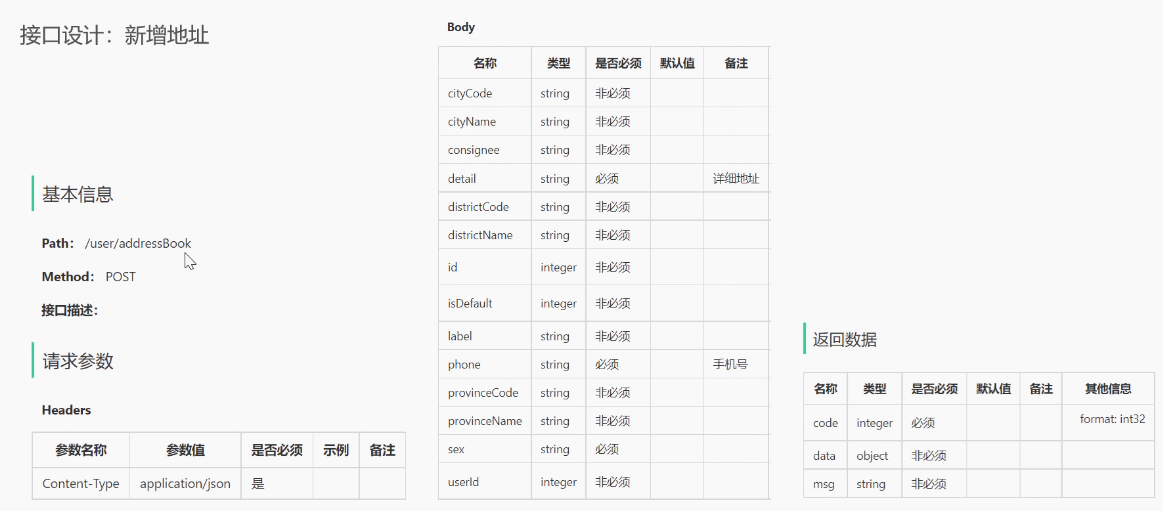 接口设计：新增地址
基本信息
Path： /user/addressBook
Method： POST
接口描述：
请求参数
Headers
参数名称 参数值 是否必须 示例 备注
Content-Type application/json 是
Body
名称 类型 是否必须 默认值 备注
cityCode string 非必须
cityName string 非必须
consignee string 非必须
detail string 必须 详细地址
districtCode string 非必须
districtName string 非必须
id integer 非必须
isDefault integer 非必须
label string 非必须
phone string 必须 手机号
provinceCode string 非必须
provinceName string 非必须
sex string 必须
userId integer 非必须
返回数据
名称 类型 是否必须 默认值 备注 其他信息
code integer 必须 format: int32
data object 非必须
msg string 非必须